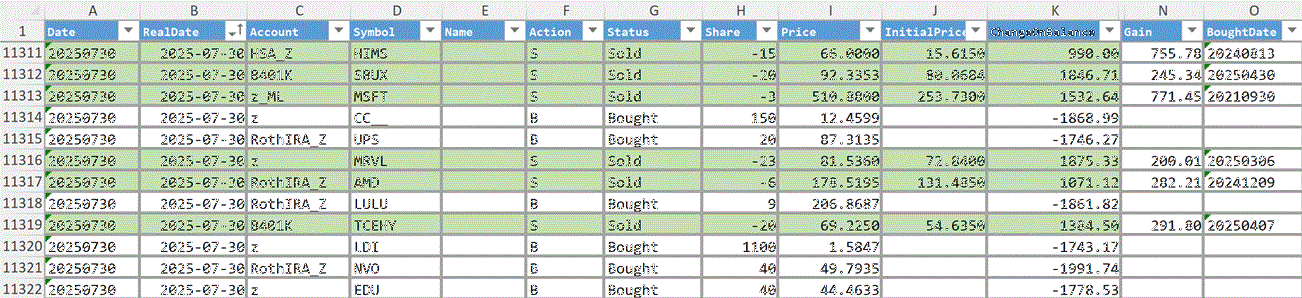 A B C D E F G H I J K N O
1 Date RealDate Account Symbol Name Action Status Share Price InitialPrice ChangeInBalance Gain BoughtDate
11311 20250730 2025-07-30 HSA_Z HIMS S Sold -15 66.0000 15.6150 990.00 755.78 20240813
11312 20250730 2025-07-30 8401K SBUX S Sold -20 92.3353 80.0684 1846.71 245.34 20250430
11313 20250730 2025-07-30 z_ML MSFT S Sold -3 510.8800 253.7300 1532.64 771.45 20210930
11314 20250730 2025-07-30 z CC__ B Bought 150 12.4599 -1868.99
11315 20250730 2025-07-30 RothIRA_Z UPS B Bought 20 87.3135 -1746.27
11316 20250730 2025-07-30 z MRVL S Sold -23 81.5360 72.8400 1875.33 200.01 20250306
11317 20250730 2025-07-30 RothIRA_Z AMD S Sold -6 178.5195 131.4850 1071.12 282.21 20241209
11318 20250730 2025-07-30 RothIRA_Z LULU B Bought 9 206.8687 -1861.82
11319 20250730 2025-07-30 8401K TCEHY S Sold -20 69.2250 54.6350 1384.50 291.80 20250407
11320 20250730 2025-07-30 z LDI B Bought 1100 1.5847 -1743.17
11321 20250730 2025-07-30 RothIRA_Z NVO B Bought 40 49.7935 -1991.74
11322 20250730 2025-07-30 z EDU B Bought 40 44.4633 -1778.53